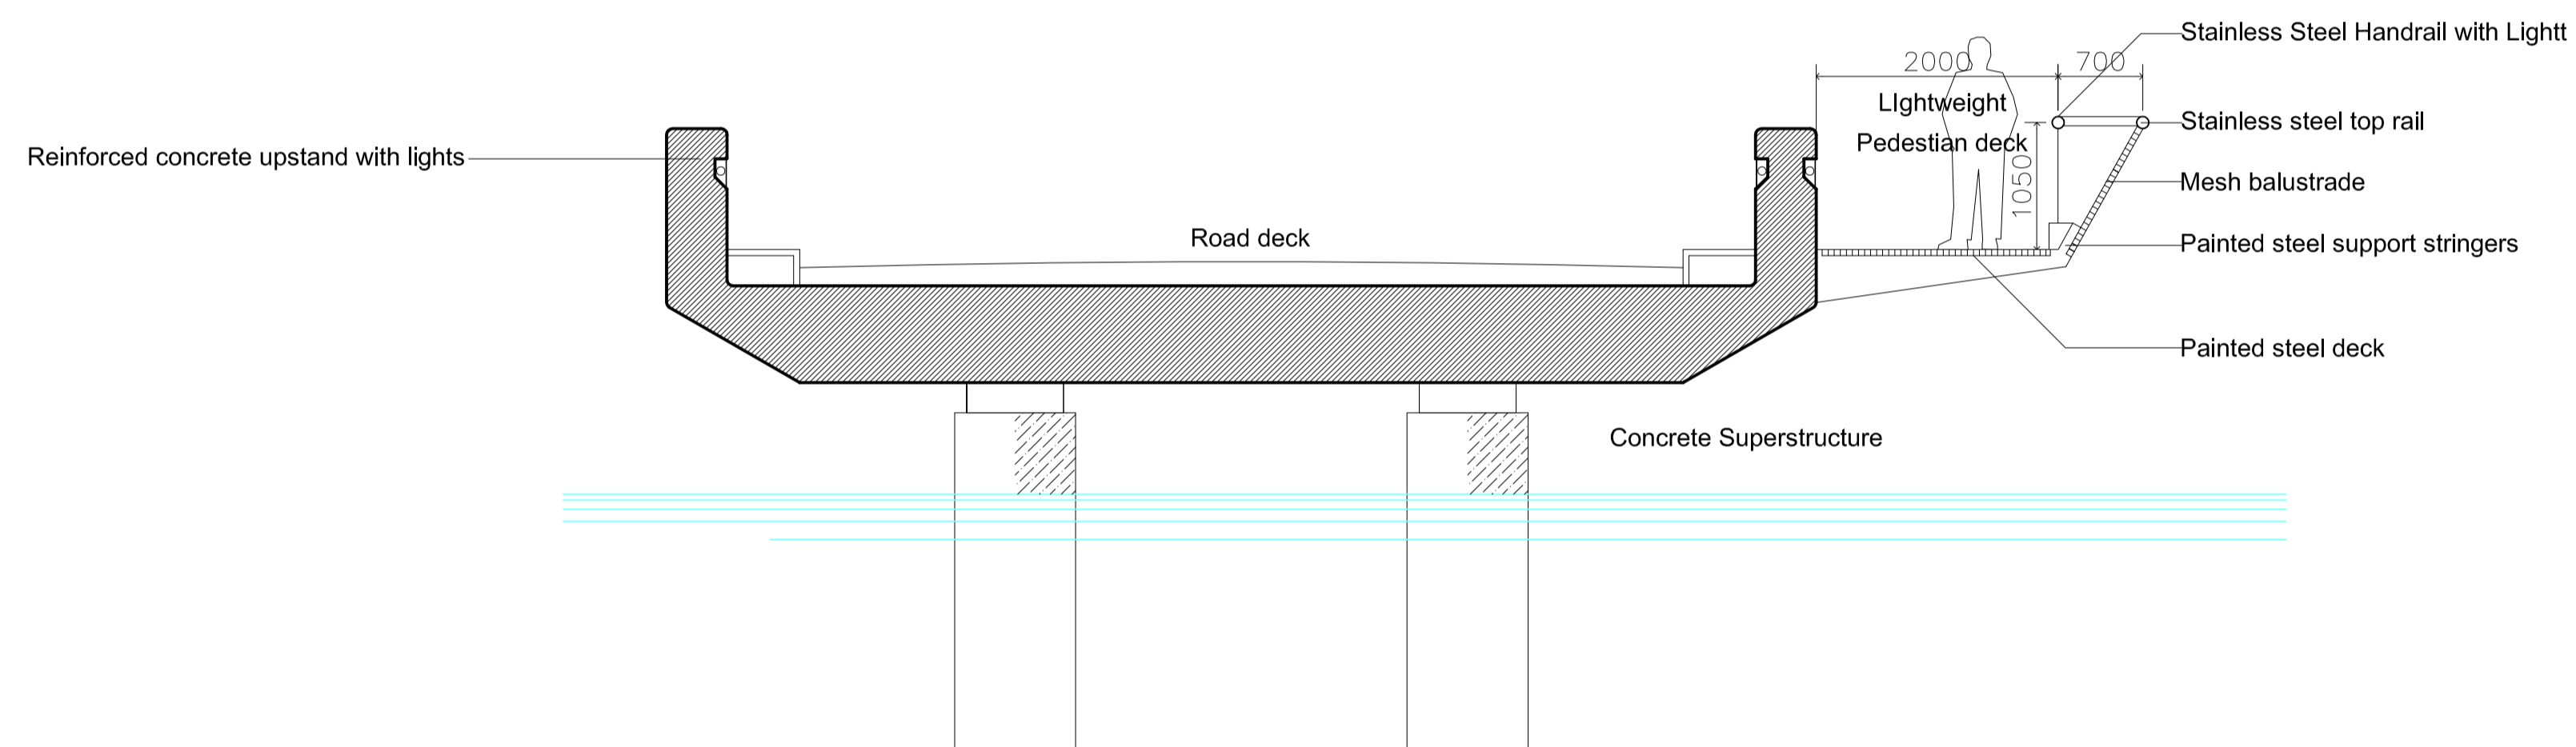 Stainless Steel Handrail with Lightt
2000
700
LIghtweight
Pedestian deck
Stainless steel top rail
Reinforced concrete upstand with lights
1050
Mesh balustrade
Road deck
Painted steel support stringers
Painted steel deck
Concrete Superstructure